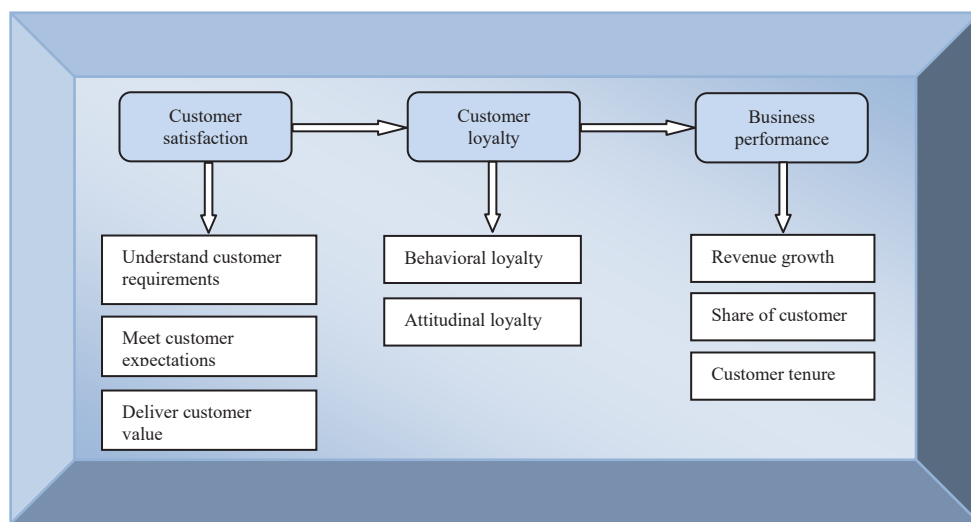 Customer
satisfaction
Customer
loyalty
Business
performance
Understand customer
requirements
Meet customer
expectations
Deliver customer
value
Behavioral loyalty
Attitudinal loyalty
Revenue growth
Share of customer
Customer tenure